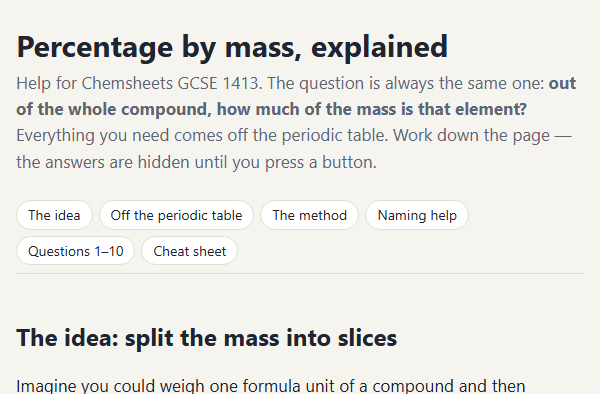 Percentage by mass, explained
Help for Chemsheets GCSE 1413. The question is always the same one: out
of the whole compound, how much of the mass is that element?
Everything you need comes off the periodic table. Work down the page —
the answers are hidden until you press a button.
The idea
Off the periodic table
The method
Naming help
Questions 1–10
Cheat sheet
The idea: split the mass into slices
Imagine you could weigh one formula unit of a compound and then